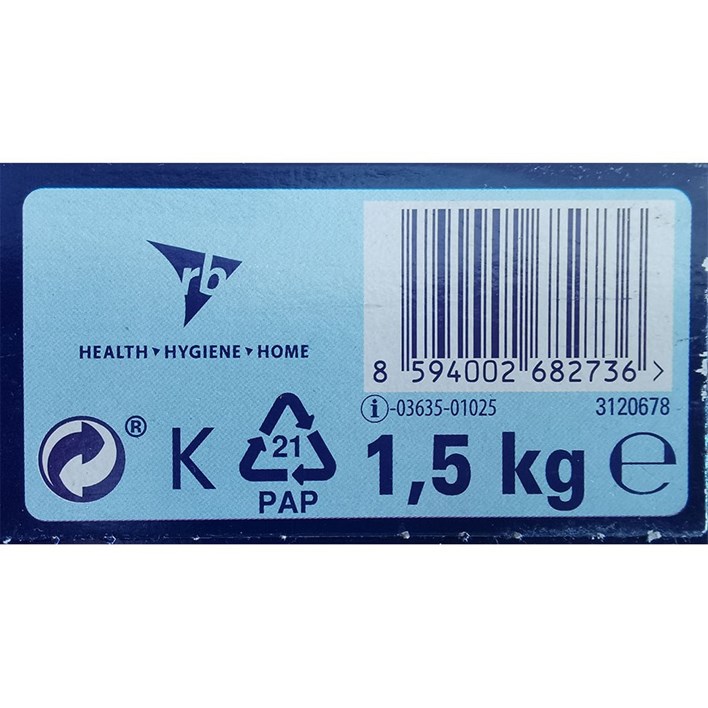 rb
HEALTH HYGIENE HOME
8 594002 682736 >
i-03635-01025
3120678
® K 21 PAP 1,5 kg e